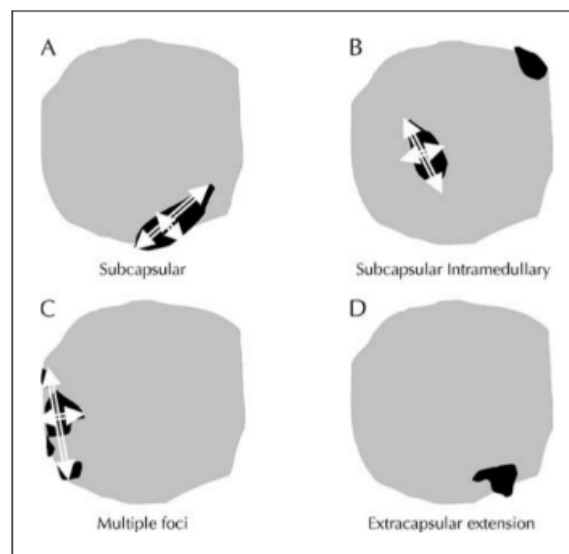 A
B
Subcapsular
Subcapsular Intramedullary
C
D
Multiple foci
Extracapsular extension